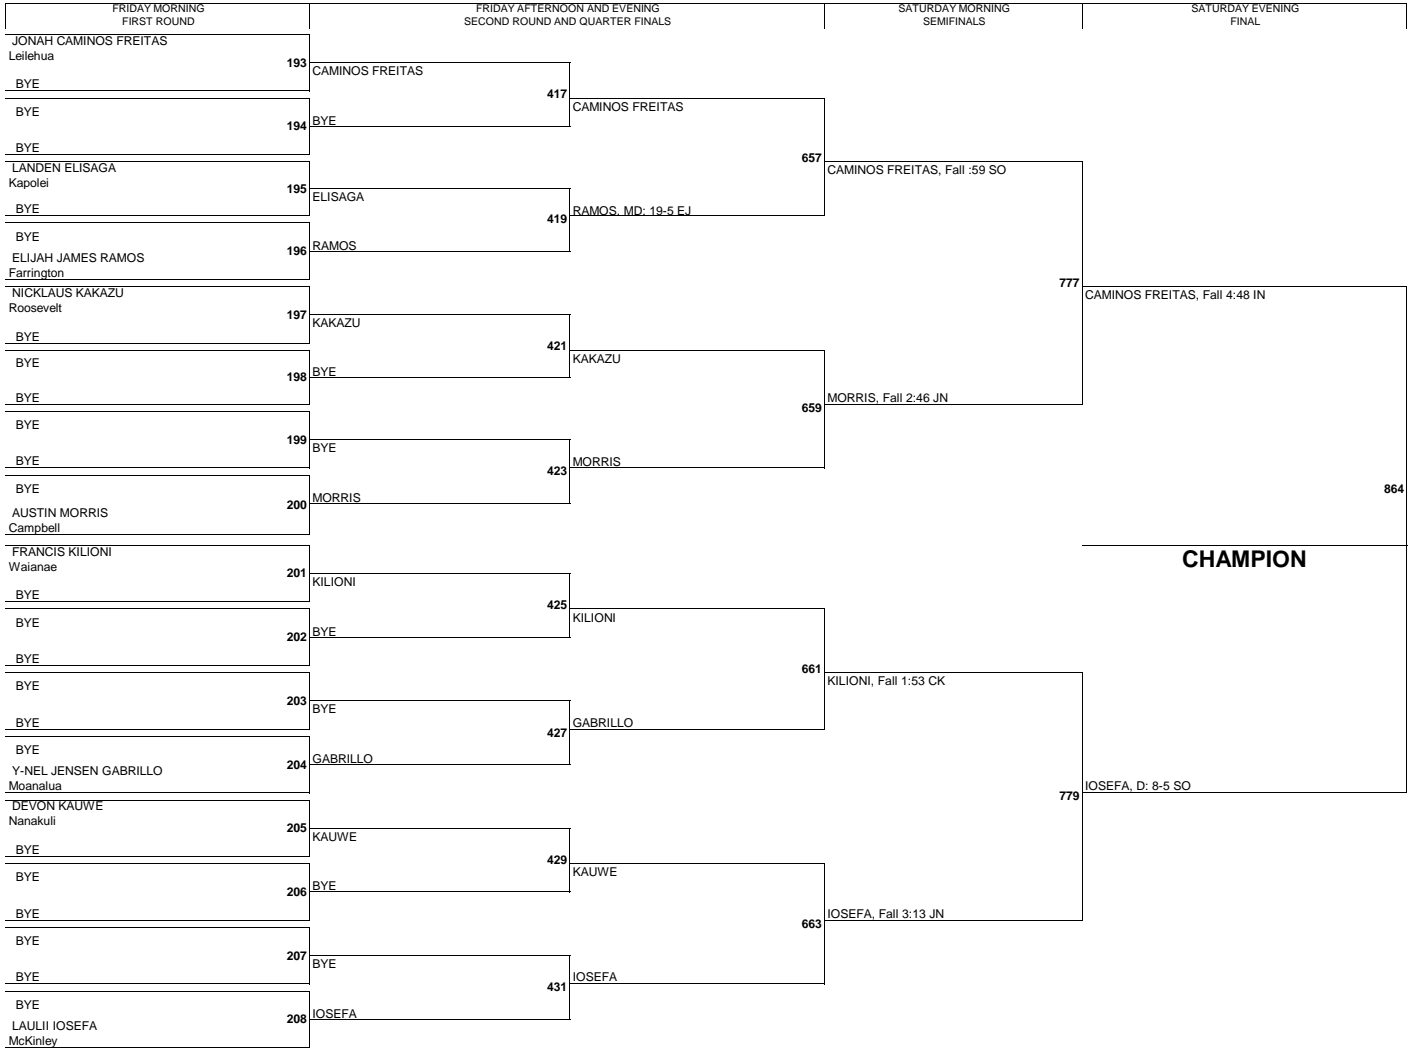 FRIDAY MORNING
FIRST ROUND
FRIDAY AFTERNOON AND EVENING
SECOND ROUND AND QUARTER FINALS
SATURDAY MORNING
SEMIFINALS
SATURDAY EVENING
FINAL
JONAH CAMINOS FREITAS
Leilehua
193
BYE
BYE
194
BYE
LANDEN ELISAGA
Kapolei
195
BYE
BYE
196
ELIJAH JAMES RAMOS
Farrington
NICKLAUS KAKAZU
Roosevelt
197
BYE
BYE
198
BYE
BYE
199
BYE
BYE
200
AUSTIN MORRIS
Campbell
FRANCIS KILIONI
Waianae
201
BYE
BYE
202
BYE
BYE
203
BYE
BYE
204
Y-NEL JENSEN GABRILLO
Moanalua
DEVON KAUWE
Nanakuli
205
BYE
BYE
206
BYE
BYE
207
BYE
BYE
208
LAULII IOSEFA
McKinley
CAMINOS FREITAS
417
BYE
ELISAGA
419
RAMOS
KAKAZU
421
BYE
BYE
423
MORRIS
KILIONI
425
BYE
BYE
427
GABRILLO
KAUWE
429
BYE
BYE
431
IOSEFA
CAMINOS FREITAS
657
RAMOS, MD: 19-5 EJ
KAKAZU
659
MORRIS
KILIONI
661
GABRILLO
KAUWE
663
IOSEFA
CAMINOS FREITAS, Fall :59 SO
777
MORRIS, Fall 2:46 JN
KILIONI, Fall 1:53 CK
779
IOSEFA, Fall 3:13 JN
CAMINOS FREITAS, Fall 4:48 IN
864
CHAMPION
IOSEFA, D: 8-5 SO